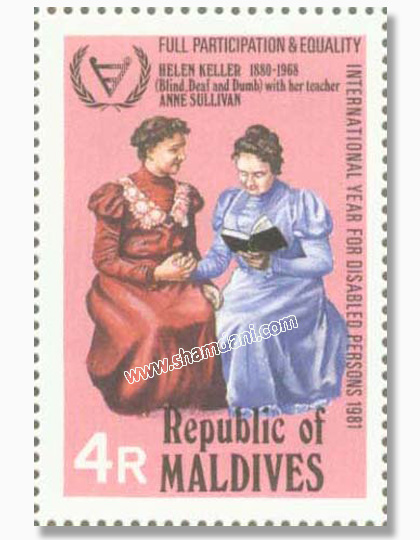 FULL PARTICIPATION & EQUALITY
HELEN KELLER 1880-1968
(Blind, Deaf and Dumb) with her teacher
ANNE SULLIVAN
INTERNATIONAL YEAR FOR DISABLED PERSONS 1981
www.shamdani.com
Republic of
4R MALDIVES